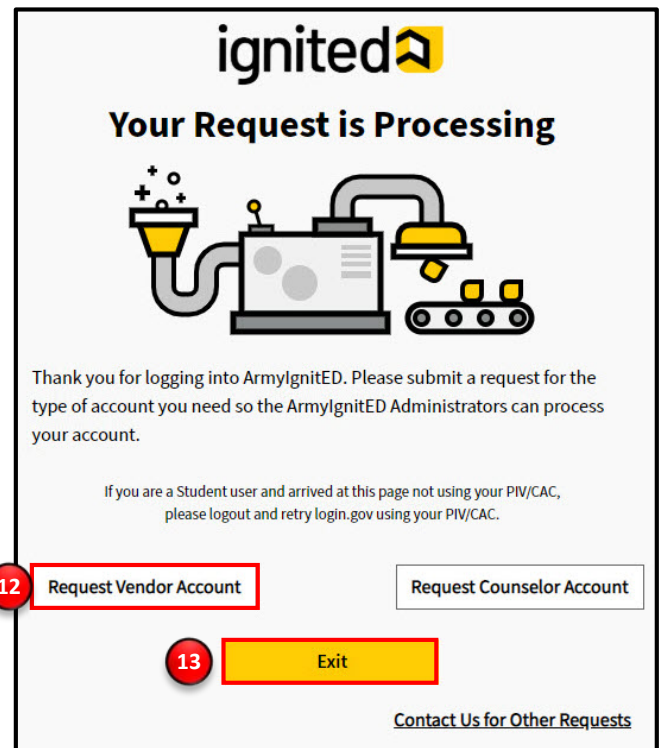 ignited
Your Request is Processing
Thank you for logging into ArmyIgnitED. Please submit a request for the
type of account you need so the ArmyIgnitED Administrators can process
your account.
If you are a Student user and arrived at this page not using your PIV/CAC,
please logout and retry login.gov using your PIV/CAC.
12 Request Vendor Account Request Counselor Account
13 Exit
Contact Us for Other Requests